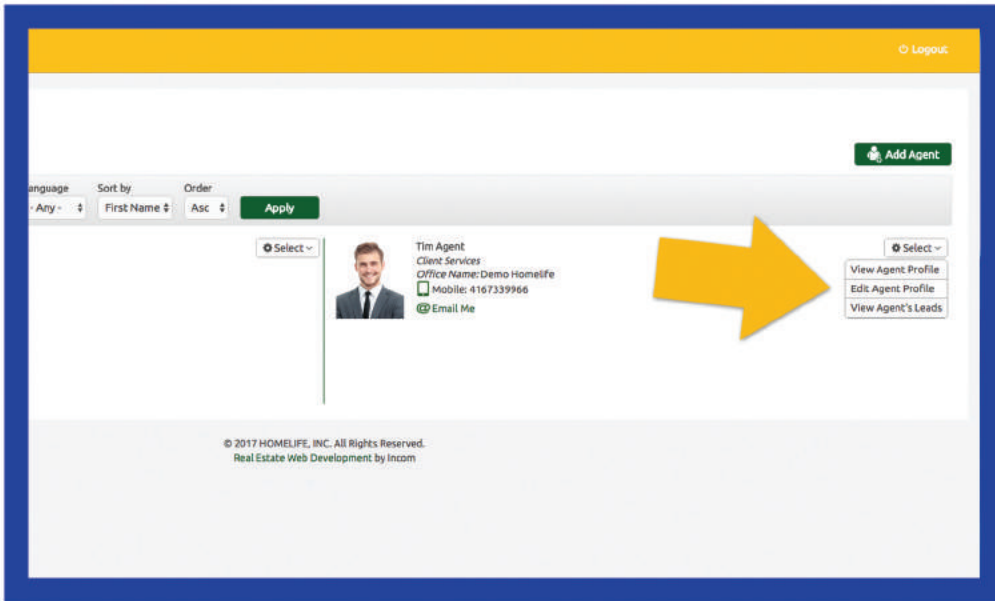 Logout
Add Agent
anguage Sort by Order
- Any - First Name Asc Apply
Select
Tim Agent
Client Services
Office Name: Demo Homelife
Mobile: 4167339966
@Email Me
Select
View Agent Profile
Edit Agent Profile
View Agent's Leads
© 2017 HOMELIFE, INC. All Rights Reserved.
Real Estate Web Development by Incom